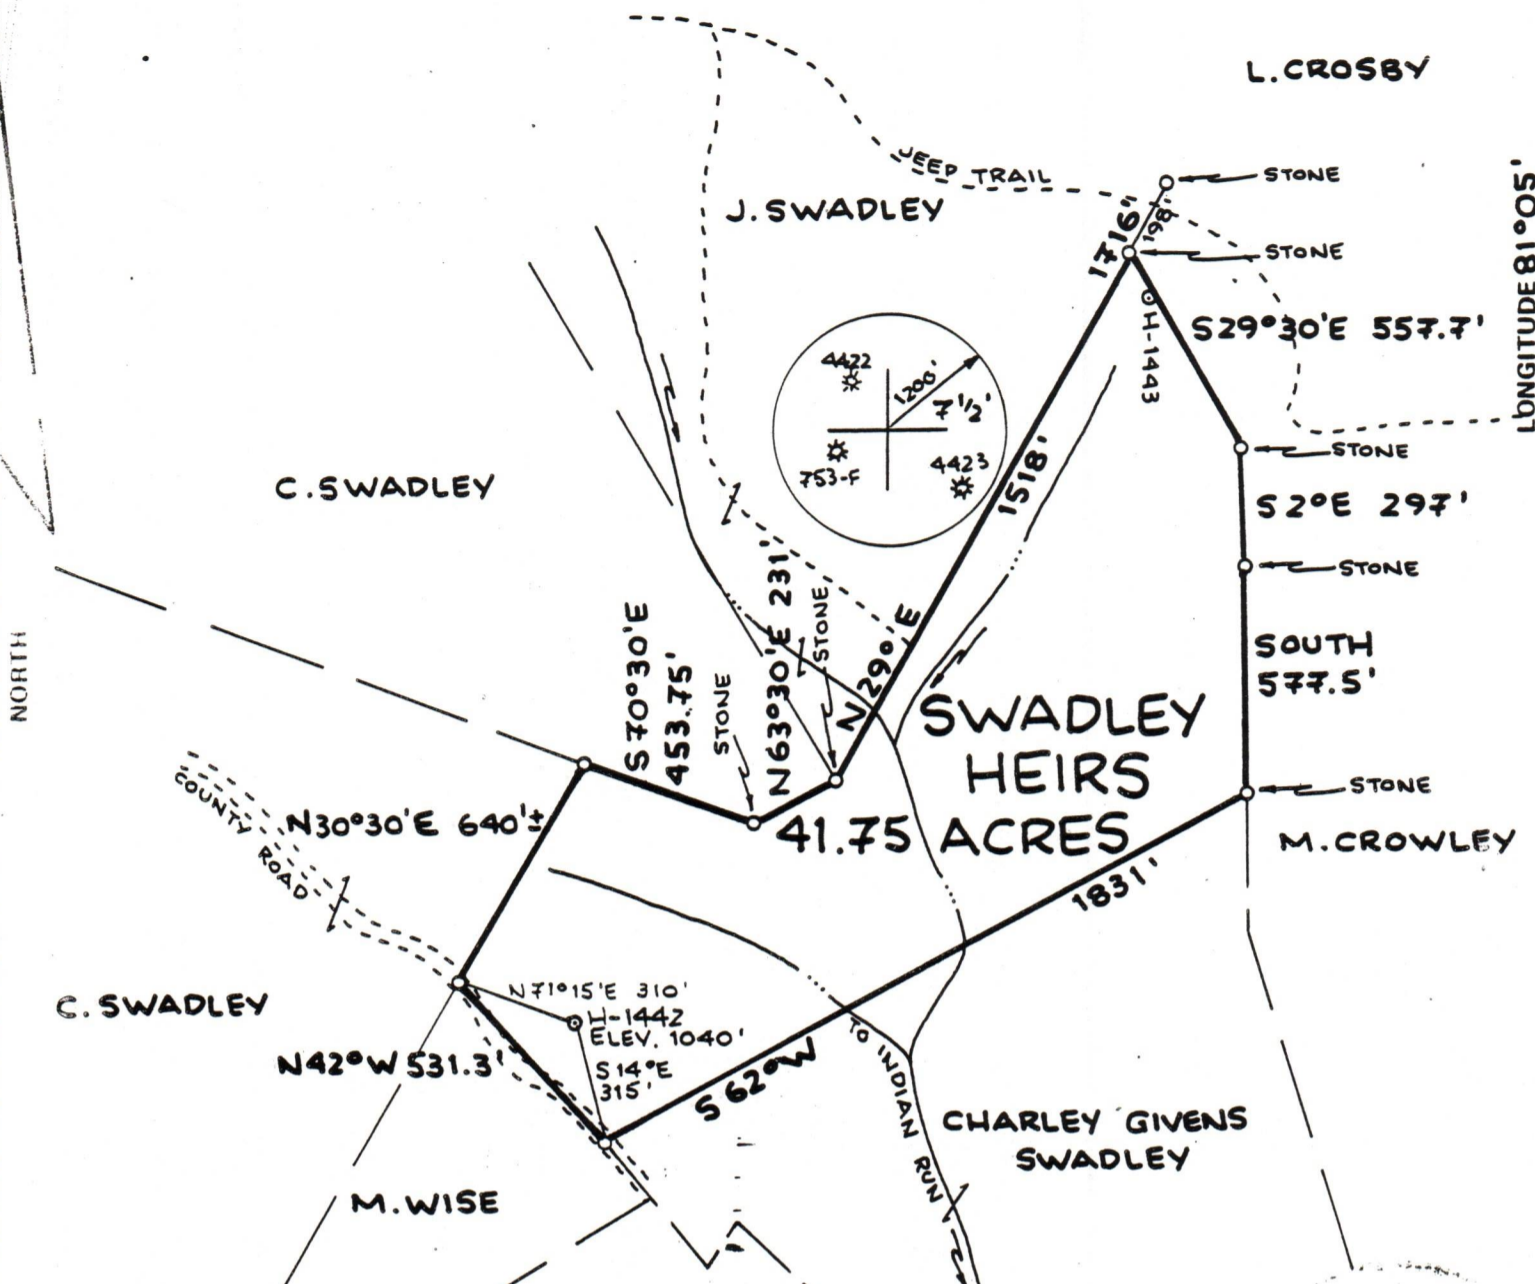 L.CROSBY
JEEP TRAIL
STONE
J.SWADLEY
1716'
198'
STONE
LONGITUDE 81°05'
S29°30'E 557.7'
H-1443
4422
1200'
7 1/2'
753-F
4423
1518'
STONE
C.SWADLEY
S2°E 297'
STONE
N 29° E
SOUTH
577.5'
NORTH
S70°30'E
453.75'
STONE
N63°30'E 231'
STONE
SWADLEY
HEIRS
41.75 ACRES
STONE
COUNTY
ROAD
N30°30'E 640'±
M.CROWLEY
1831'
C.SWADLEY
N71°15'E 310'
H-1442
ELEV. 1040'
S14°E
315'
N42°W 531.3'
S 62°W
TO INDIAN RUN
CHARLEY GIVENS
SWADLEY
M.WISE